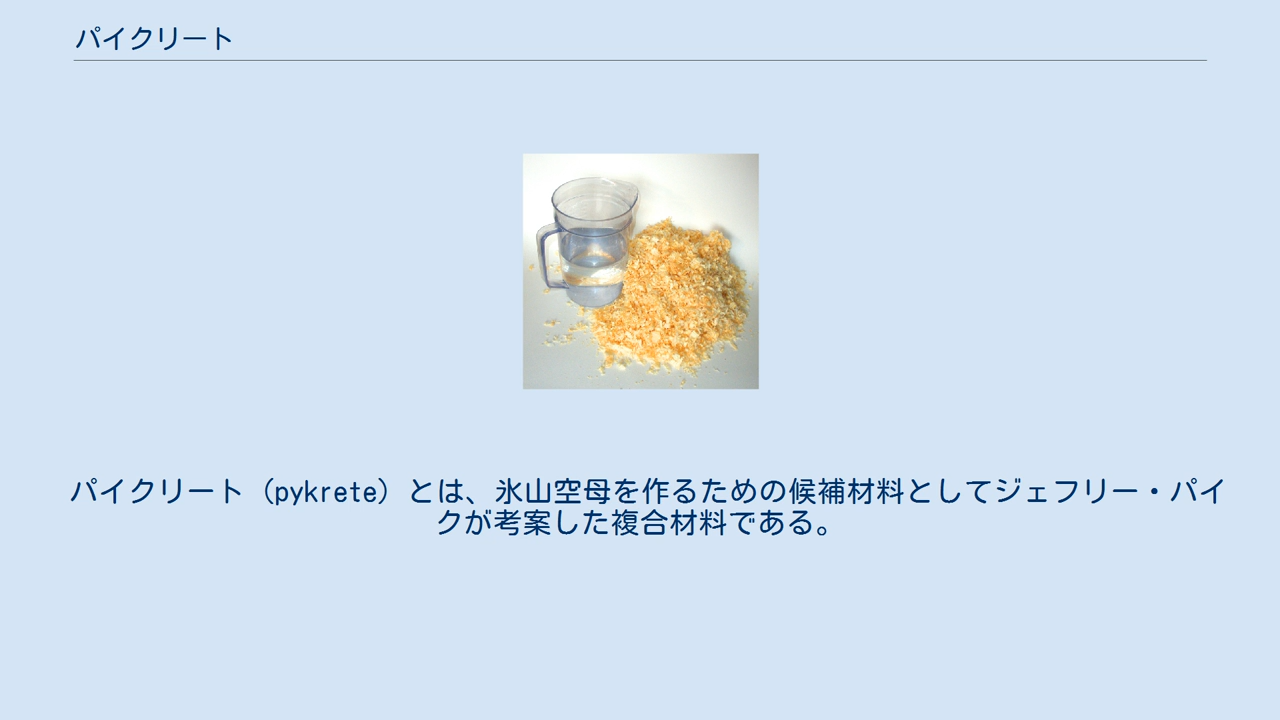 パイクリート
パイクリート（pykrete）とは、氷山空母を作るための候補材料としてジェフリー・パイ
クが考案した複合材料である。